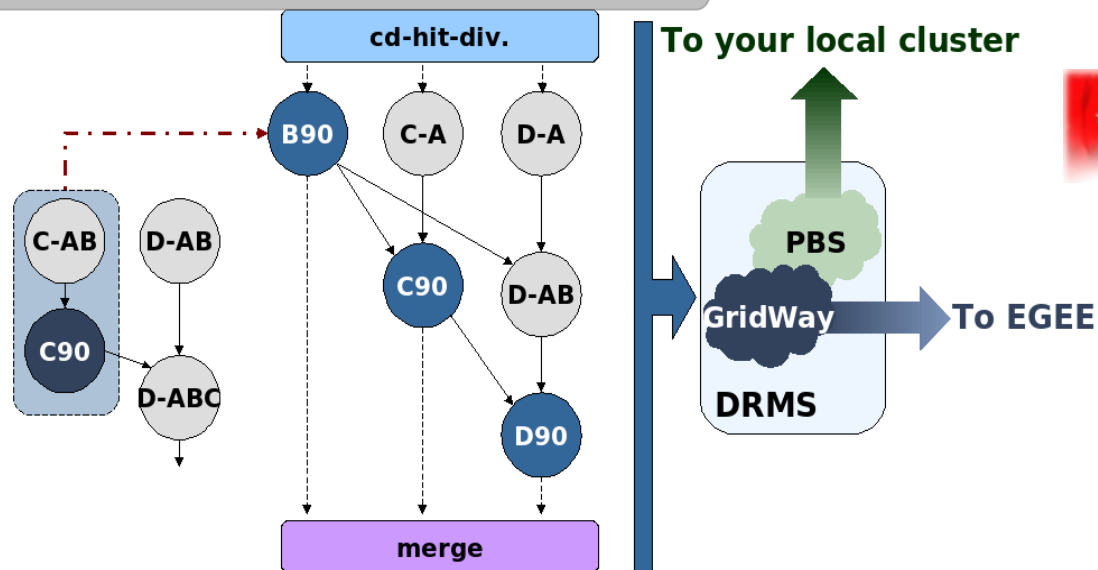 cd-hit-div.
To your local cluster
B90
C-A
D-A
C-AB
D-AB
PBS
C90
D-AB
GridWay
To EGEE
C90
D-ABC
DRMS
D90
merge